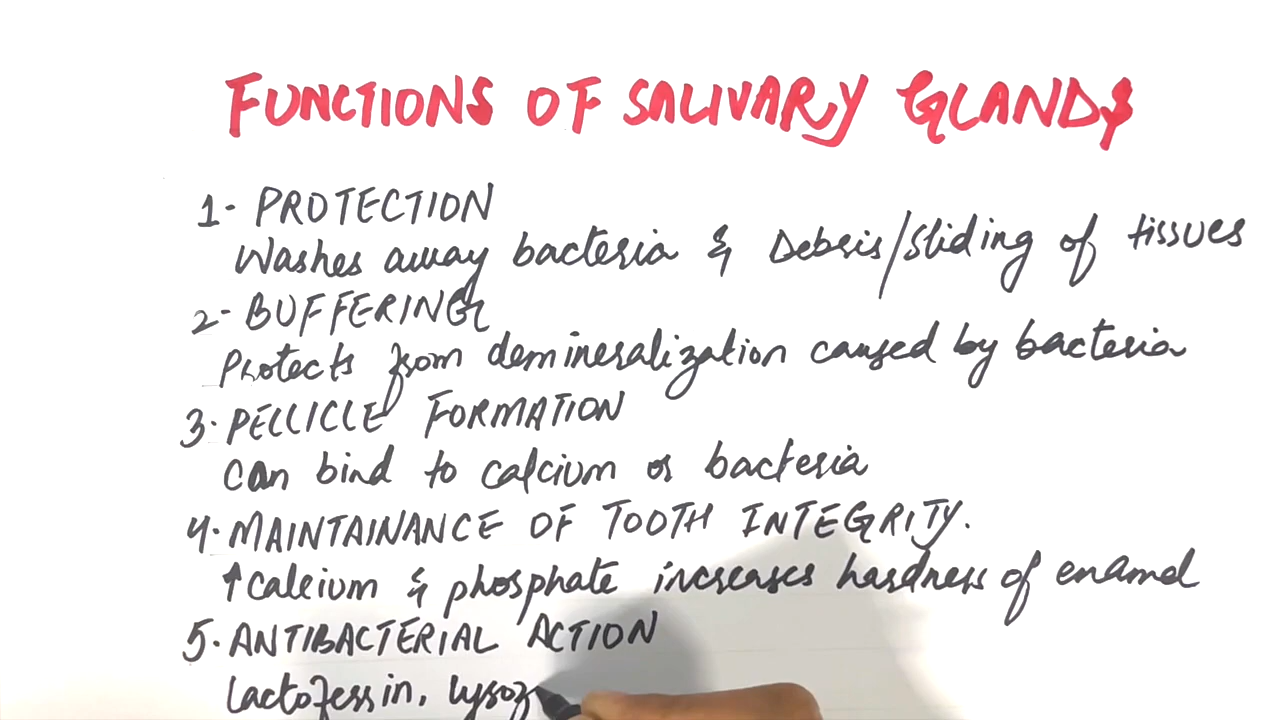 FUNCTIONS OF SALIVARY GLANDS
1- PROTECTION
Washes away bacteria & Debris/sliding of tissues
2- BUFFERING
Protects from demineralization caused by bacteria
3. PELLICLE FORMATION
can bind to calcium or bacteria
4. MAINTAINANCE OF TOOTH INTEGRITY.
↑ calcium & phosphate increases hardness of enamel
5. ANTIBACTERIAL ACTION
Lactoferrin, lysoz